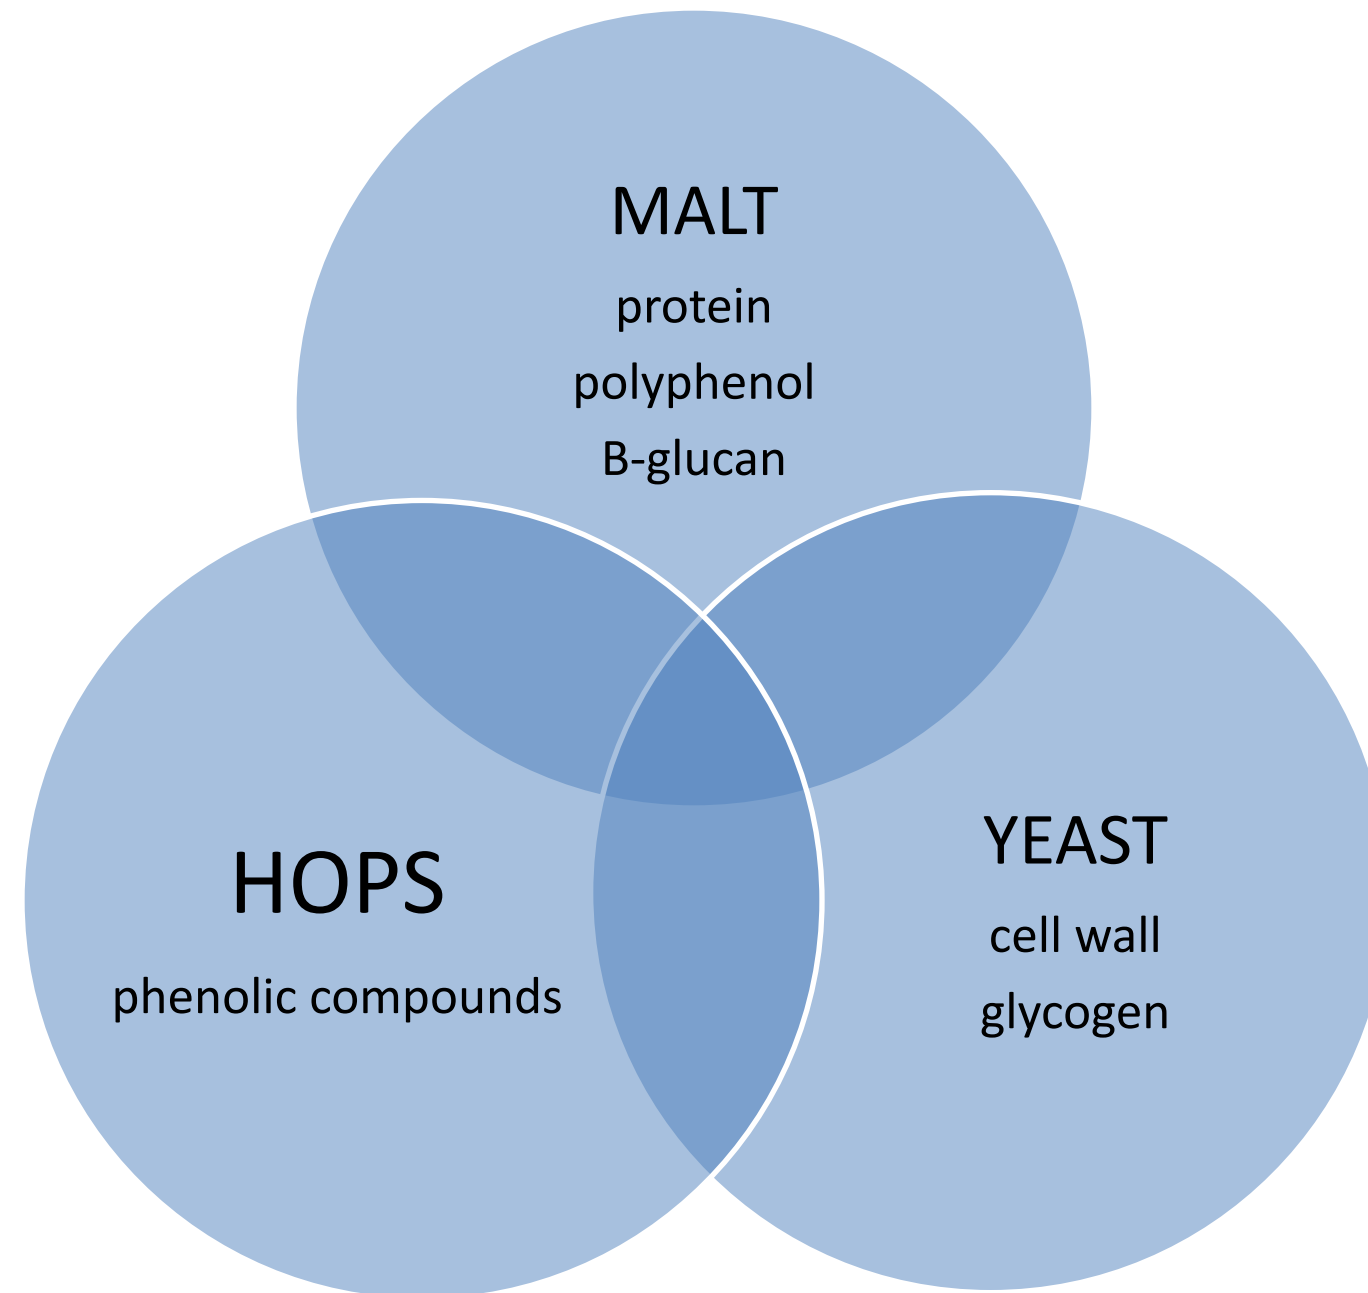 MALT
protein
polyphenol
B-glucan
HOPS
phenolic compounds
YEAST
cell wall
glycogen